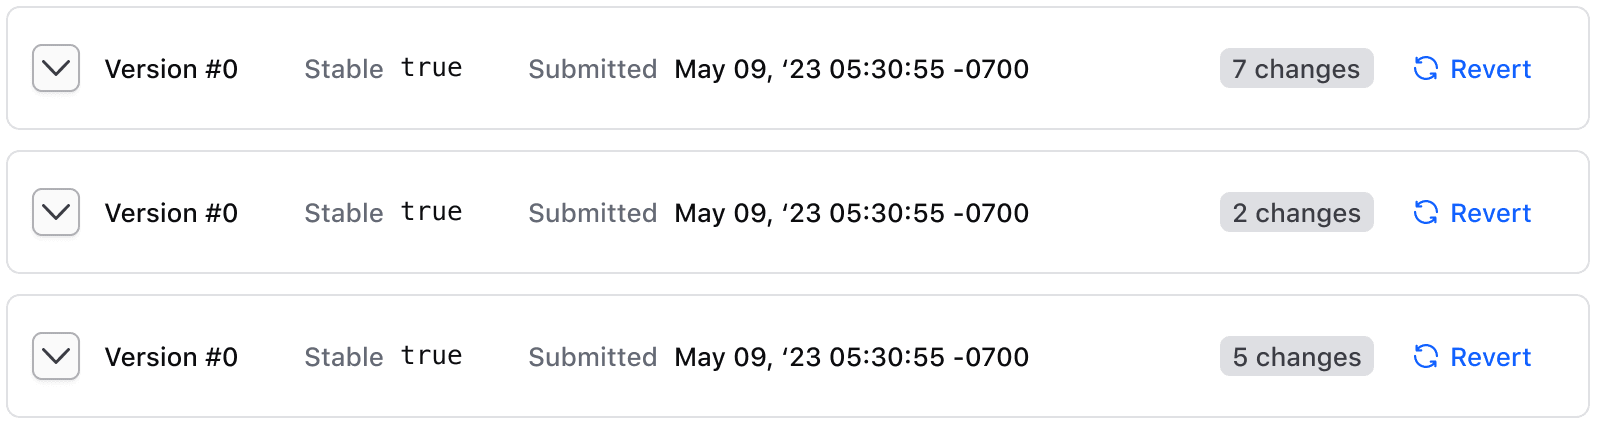 Version #0 Stable true Submitted May 09, ‘23 05:30:55 -0700 7 changes Revert
Version #0 Stable true Submitted May 09, ‘23 05:30:55 -0700 2 changes Revert
Version #0 Stable true Submitted May 09, ‘23 05:30:55 -0700 5 changes Revert